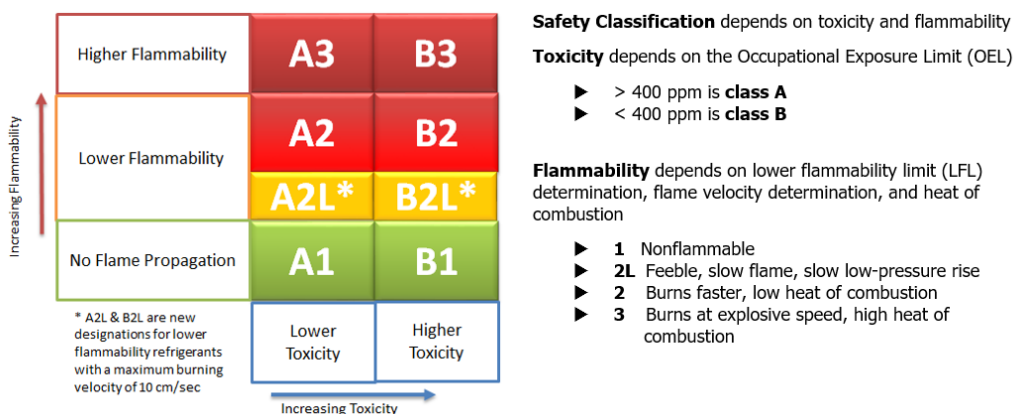 Higher Flammability
A3
B3
Lower Flammability
A2
B2
A2L*
B2L*
No Flame Propagation
A1
B1
Lower
Toxicity
Higher
Toxicity
Increasing Flammability
Increasing Toxicity
* A2L & B2L are new
designations for lower
flammability refrigerants
with a maximum burning
velocity of 10 cm/sec
Safety Classification depends on toxicity and flammability
Toxicity depends on the Occupational Exposure Limit (OEL)
▶ > 400 ppm is class A
▶ < 400 ppm is class B
Flammability depends on lower flammability limit (LFL)
determination, flame velocity determination, and heat of
combustion
▶ 1 Nonflammable
▶ 2L Feeble, slow flame, slow low-pressure rise
▶ 2 Burns faster, low heat of combustion
▶ 3 Burns at explosive speed, high heat of
combustion